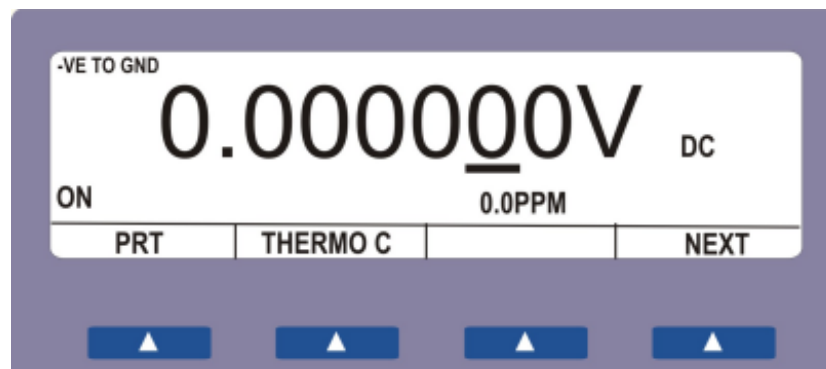 -VE TO GND
0.000000V DC
ON 0.0PPM
PRT THERMO C NEXT